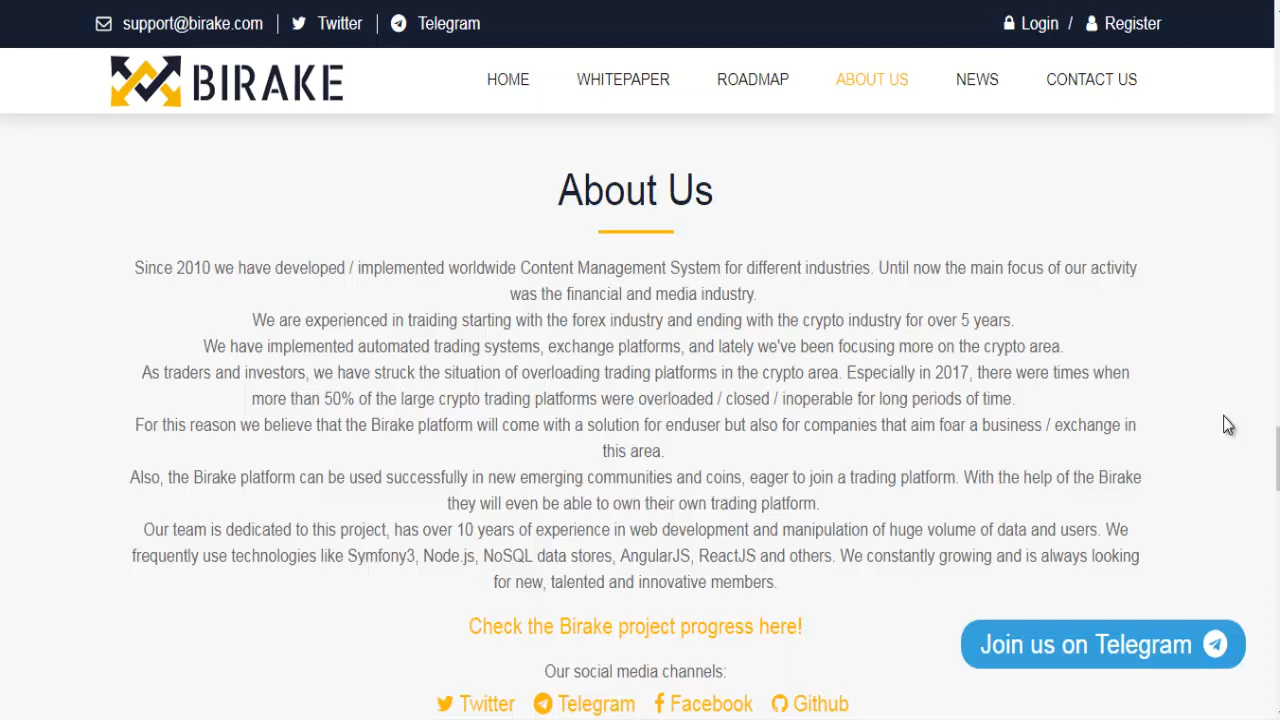 support@birake.com Twitter Telegram Login / Register
BIRAKE HOME WHITEPAPER ROADMAP ABOUT US NEWS CONTACT US
About Us
Since 2010 we have developed / implemented worldwide Content Management System for different industries. Until now the main focus of our activity
was the financial and media industry.
We are experienced in traiding starting with the forex industry and ending with the crypto industry for over 5 years.
We have implemented automated trading systems, exchange platforms, and lately we've been focusing more on the crypto area.
As traders and investors, we have struck the situation of overloading trading platforms in the crypto area. Especially in 2017, there were times when
more than 50% of the large crypto trading platforms were overloaded / closed / inoperable for long periods of time.
For this reason we believe that the Birake platform will come with a solution for enduser but also for companies that aim foar a business / exchange in
this area.
Also, the Birake platform can be used successfully in new emerging communities and coins, eager to join a trading platform. With the help of the Birake
they will even be able to own their own trading platform.
Our team is dedicated to this project, has over 10 years of experience in web development and manipulation of huge volume of data and users. We
frequently use technologies like Symfony3, Node.js, NoSQL data stores, AngularJS, ReactJS and others. We constantly growing and is always looking
for new, talented and innovative members.
Check the Birake project progress here!
Join us on Telegram
Our social media channels:
Twitter Telegram Facebook Github